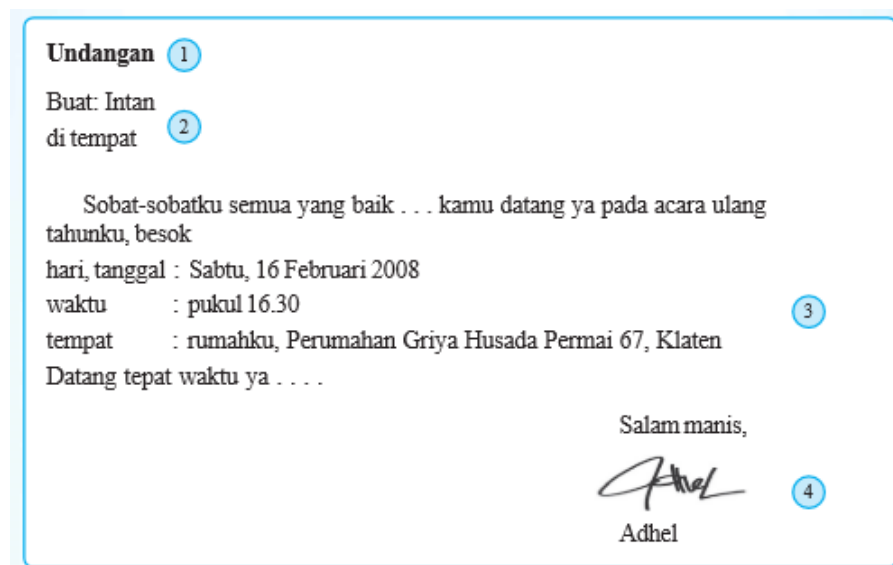 Undangan 1
Buat: Intan
di tempat 2
Sobat-sobatku semua yang baik . . . kamu datang ya pada acara ulang
tahunku, besok
hari, tanggal : Sabtu, 16 Februari 2008
waktu : pukul 16.30
tempat : rumahku, Perumahan Griya Husada Permai 67, Klaten
3
Datang tepat waktu ya . . . .
Salam manis,
Adhel
4
Adhel